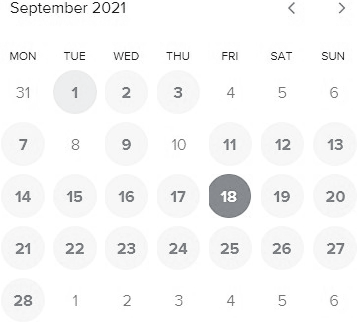 September 2021
MON TUE WED THU FRI SAT SUN
31 1 2 3 4 5 6
7 8 9 10 11 12 13
14 15 16 17 18 19 20
21 22 23 24 25 26 27
28 1 2 3 4 5 6